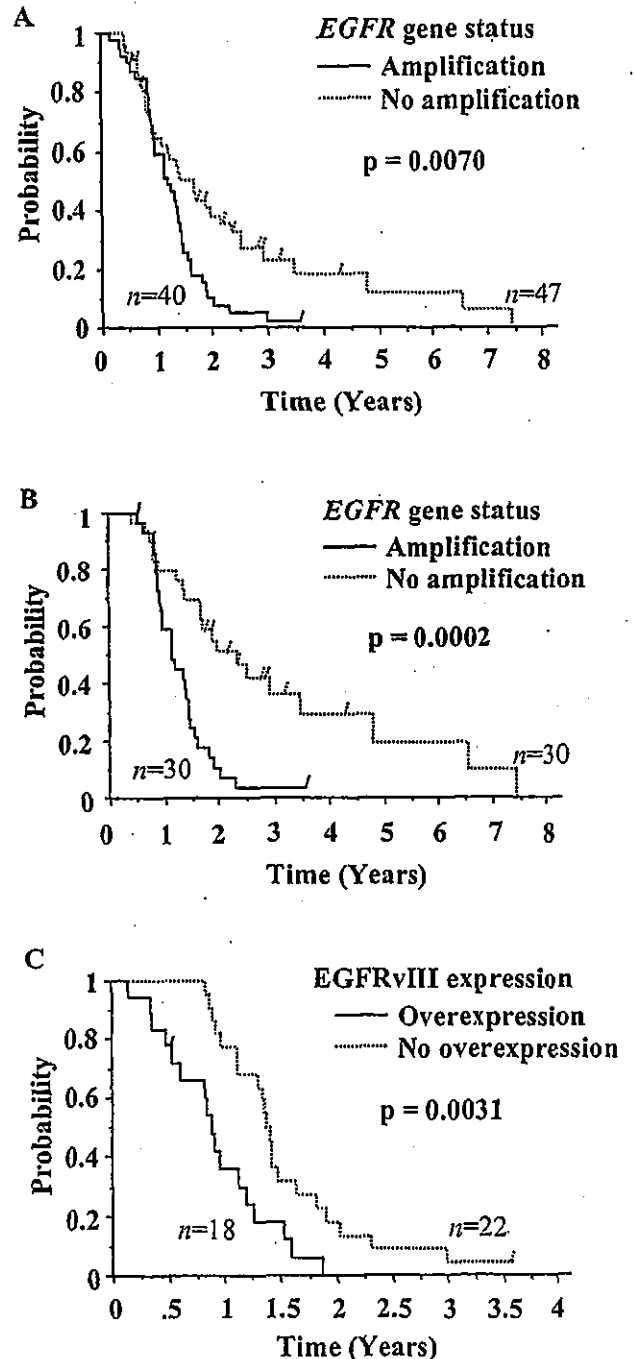 A
EGFR gene status
Amplification
No amplification
p = 0.0070
Probability
1
0.8
0.6
0.4
0.2
0
n=40
n=47
0 1 2 3 4 5 6 7 8
Time (Years)
B
EGFR gene status
Amplification
No amplification
p = 0.0002
Probability
1
0.8
0.6
0.4
0.2
0
n=30
n=30
0 1 2 3 4 5 6 7 8
Time (Years)
C
EGFRvIII expression
Overexpression
No overexpression
p = 0.0031
Probability
1
0.8
0.6
0.4
0.2
0
n=18
n=22
0 .5 1 1.5 2 2.5 3 3.5 4
Time (Years)